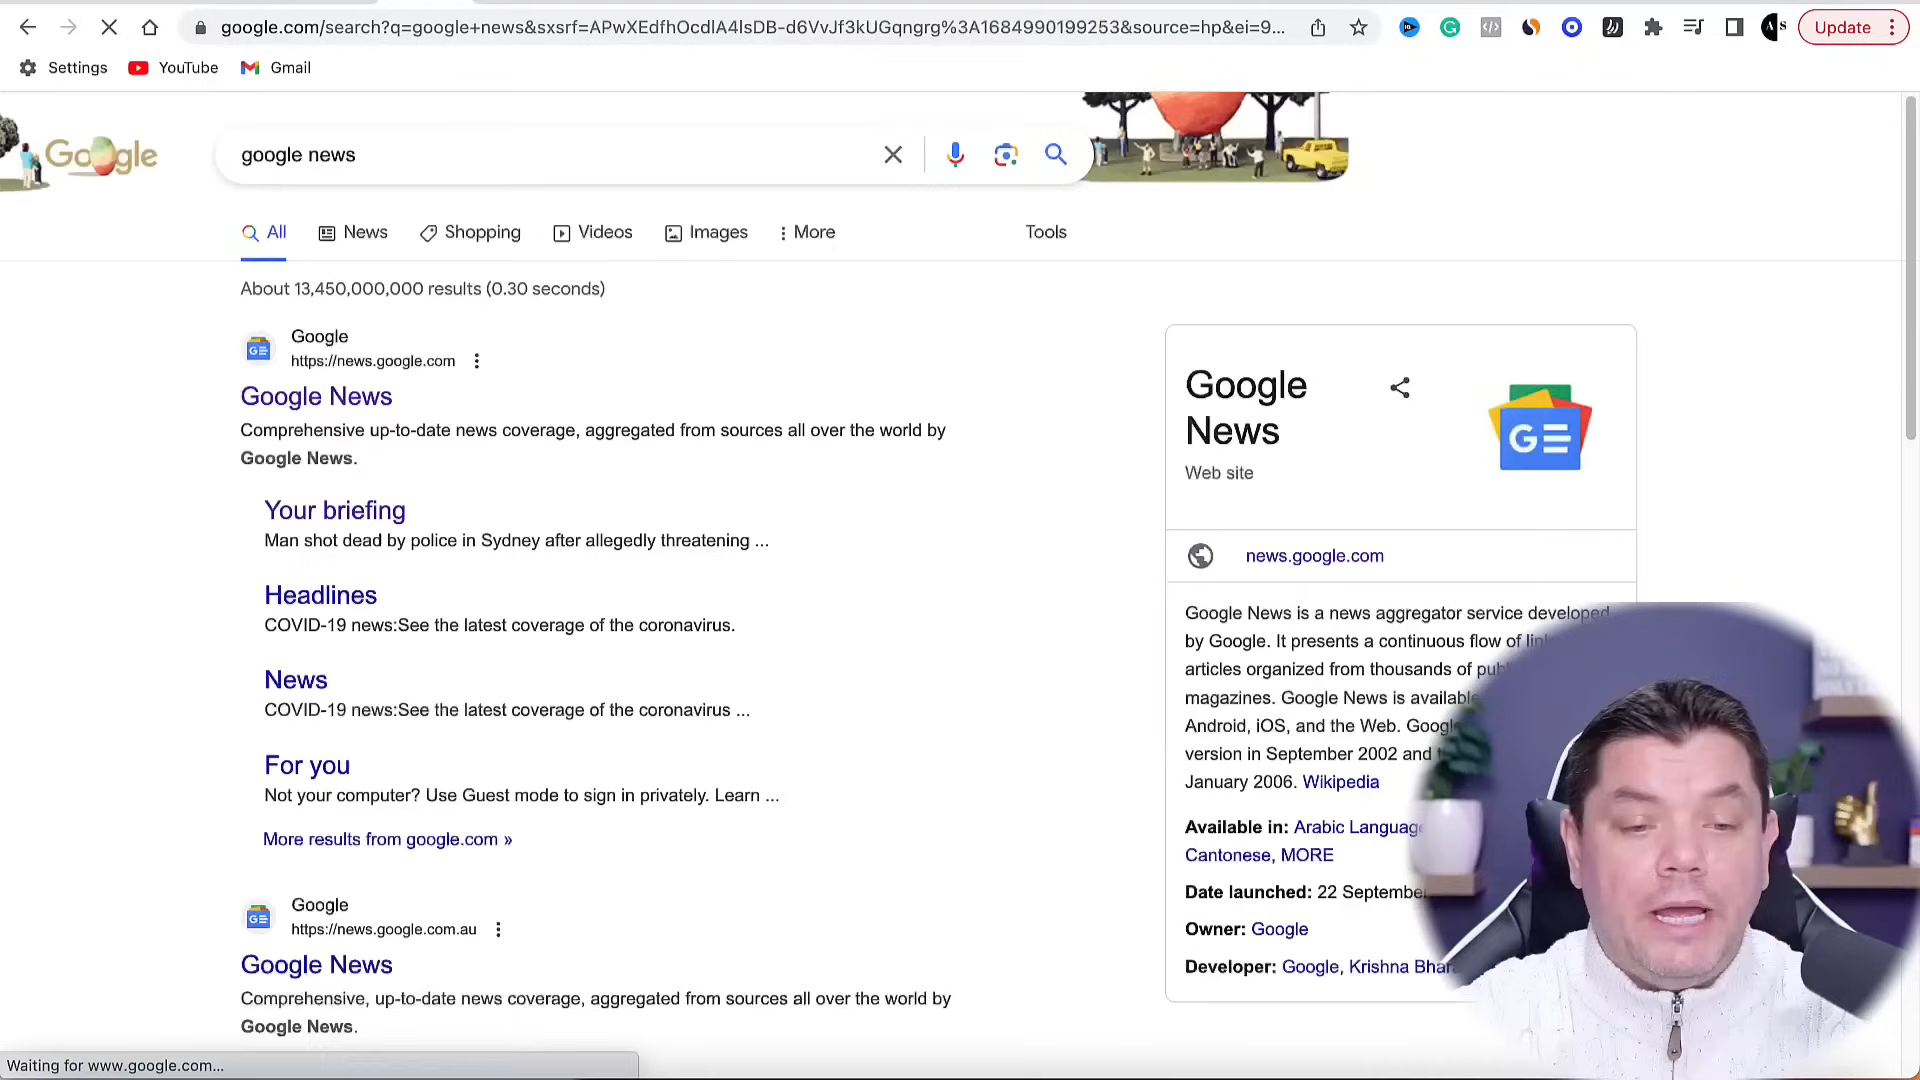 google.com/search?q=google+news&sxsrf=APwXEdfhOcdlA4lsDB-d6VvJf3kUGqngrg%3A1684990199253&source=hp&ei=9...
Update
Settings
YouTube
Gmail
Google
google news
All
News
Shopping
Videos
Images
More
Tools
About 13,450,000,000 results (0.30 seconds)
Google
https://news.google.com
Google News
Comprehensive up-to-date news coverage, aggregated from sources all over the world by
Google News.
Your briefing
Man shot dead by police in Sydney after allegedly threatening ...
Headlines
COVID-19 news:See the latest coverage of the coronavirus.
News
COVID-19 news:See the latest coverage of the coronavirus ...
For you
Not your computer? Use Guest mode to sign in privately. Learn ...
More results from google.com »
Google
https://news.google.com.au
Google News
Comprehensive, up-to-date news coverage, aggregated from sources all over the world by
Google News.
Waiting for www.google.com...
Google
News
Web site
GE
news.google.com
Google News is a news aggregator service developed
by Google. It presents a continuous flow of
articles organized from thousands of
magazines. Google News is available
Android, iOS, and the Web.
version in September 2002 and
January 2006. Wikipedia
Available in: Arabic
Cantonese, MORE
Date launched: 22
Owner: Google
Developer: Google, Krishna